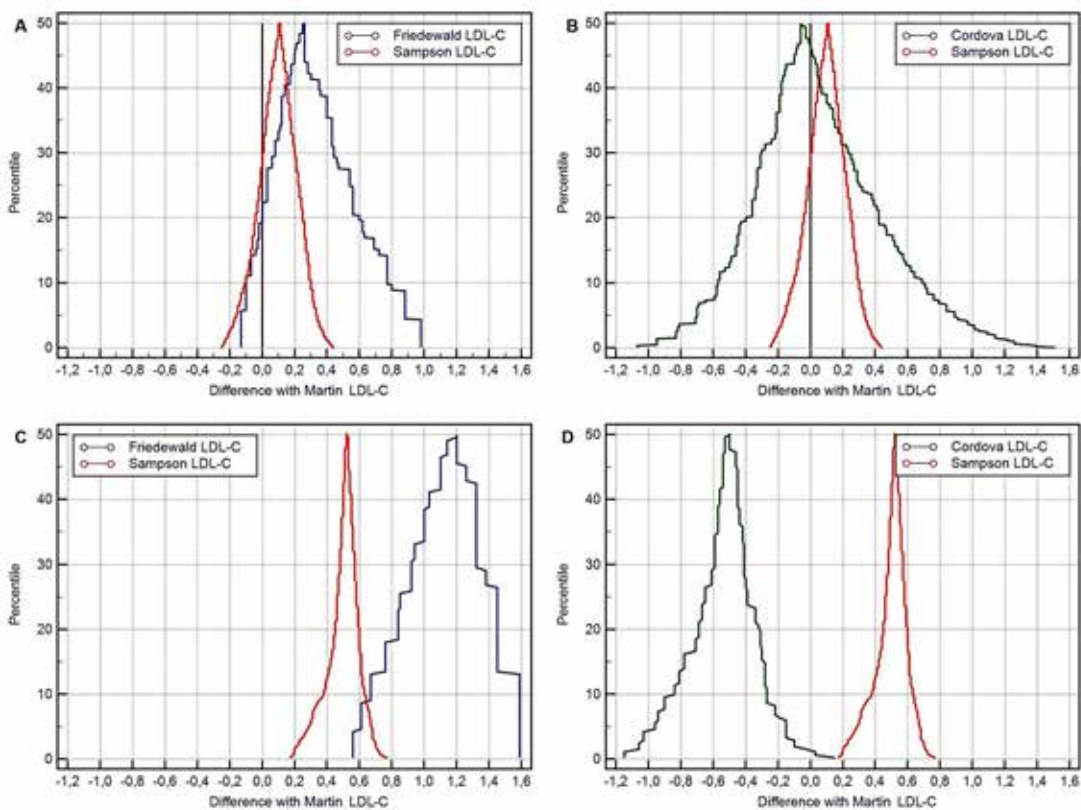 A
Friedewald LDL-C
Sampson LDL-C
50
40
30
20
10
0
Percentile
-1,2 -1,0 -0,8 -0,6 -0,4 -0,2 0,0 0,2 0,4 0,6 0,8 1,0 1,2 1,4 1,6
Difference with Martin LDL-C
B
Cordova LDL-C
Sampson LDL-C
50
40
30
20
10
0
Percentile
-1,2 -1,0 -0,8 -0,6 -0,4 -0,2 0,0 0,2 0,4 0,6 0,8 1,0 1,2 1,4 1,6
Difference with Martin LDL-C
C
Friedewald LDL-C
Sampson LDL-C
50
40
30
20
10
0
Percentile
-1,2 -1,0 -0,8 -0,6 -0,4 -0,2 0,0 0,2 0,4 0,6 0,8 1,0 1,2 1,4 1,6
Difference with Martin LDL-C
D
Cordova LDL-C
Sampson LDL-C
50
40
30
20
10
0
Percentile
-1,2 -1,0 -0,8 -0,6 -0,4 -0,2 0,0 0,2 0,4 0,6 0,8 1,0 1,2 1,4 1,6
Difference with Martin LDL-C